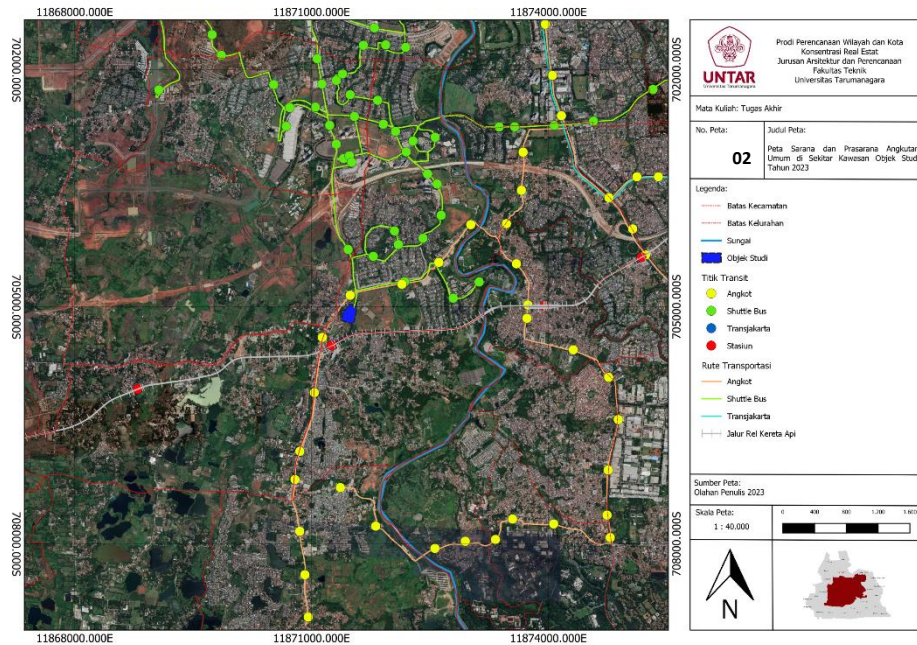 11868000.000E
11871000.000E
11874000.000E
702000.000S
702000.000S
705000.000S
705000.000S
708000.000S
708000.000S
11868000.000E
11871000.000E
11874000.000E
UNTAR
Universitas Tarumanagara
Prodi Perencanaan Wilayah dan Kota
Konsentrasi Real Estat
Jurusan Arsitektur dan Perencanaan
Fakultas Teknik
Universitas Tarumanagara
Mata Kuliah: Tugas Akhir
No. Peta:
02
Judul Peta:
Peta Sarana dan Prasarana Angkutan
Umum di Sekitar Kawasan Objek Stud
Tahun 2023
Legenda:
Batas Kecamatan
Batas Kelurahan
Sungai
Objek Studi
Titik Transit
Angkot
Shuttle Bus
Transjakarta
Stasiun
Rute Transportasi
Angkot
Shuttle Bus
Transjakarta
Jalur Rel Kereta Api
Sumber Peta:
Olahan Penulis 2023
Skala Peta:
1 : 40.000
0 400 800 1.200 1.600
N